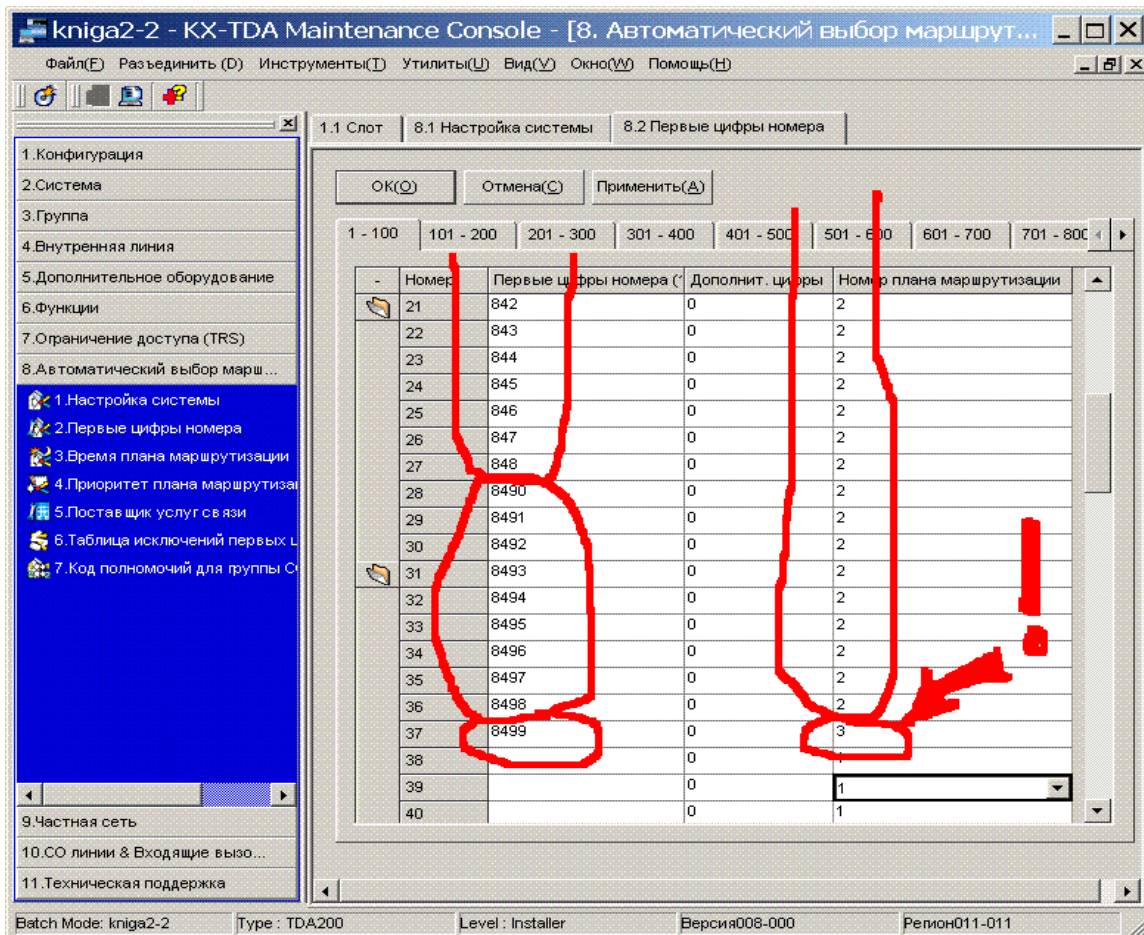 kniga2-2 - KX-TDA Maintenance Console - [8. Автоматический выбор маршрут...
Файл(F) Разъединить (D) Инструменты(T) Утилиты(U) Вид(V) Окно(W) Помощь(H)
1.1 Слот 8.1 Настройка системы 8.2 Первые цифры номера
1.Конфигурация
2.Система
3.Группа
4.Внутренняя линия
5.Дополнительное оборудование
6.Функции
7.Ограничение доступа (TRS)
8.Автоматический выбор марш...
1.Настройка системы
2.Первые цифры номера
3.Время плана маршрутизации
4.Приоритет плана маршрутиза
5.Поставщик услуг связи
6.Таблица исключений первых ц
7.Код полномочий для группы С
9.Частная сеть
10.СО линии & Входящие вызо...
11.Техническая поддержка
ОК(O) Отмена(C) Применить(A)
1 - 100 101 - 200 201 - 300 301 - 400 401 - 500 501 - 600 601 - 700 701 - 800
- Номер Первые цифры номера (* Дополнит. цифры Номер плана маршрутизации
21 842 0 2
22 843 0 2
23 844 0 2
24 845 0 2
25 846 0 2
26 847 0 2
27 848 0 2
28 8490 0 2
29 8491 0 2
30 8492 0 2
31 8493 0 2
32 8494 0 2
33 8495 0 2
34 8496 0 2
35 8497 0 2
36 8498 0 2
37 8499 0 3
38 0 1
39 0 1
40 0 1
!
Batch Mode: kniga2-2 Type : TDA200 Level : Installer Версия008-000 Регион011-011